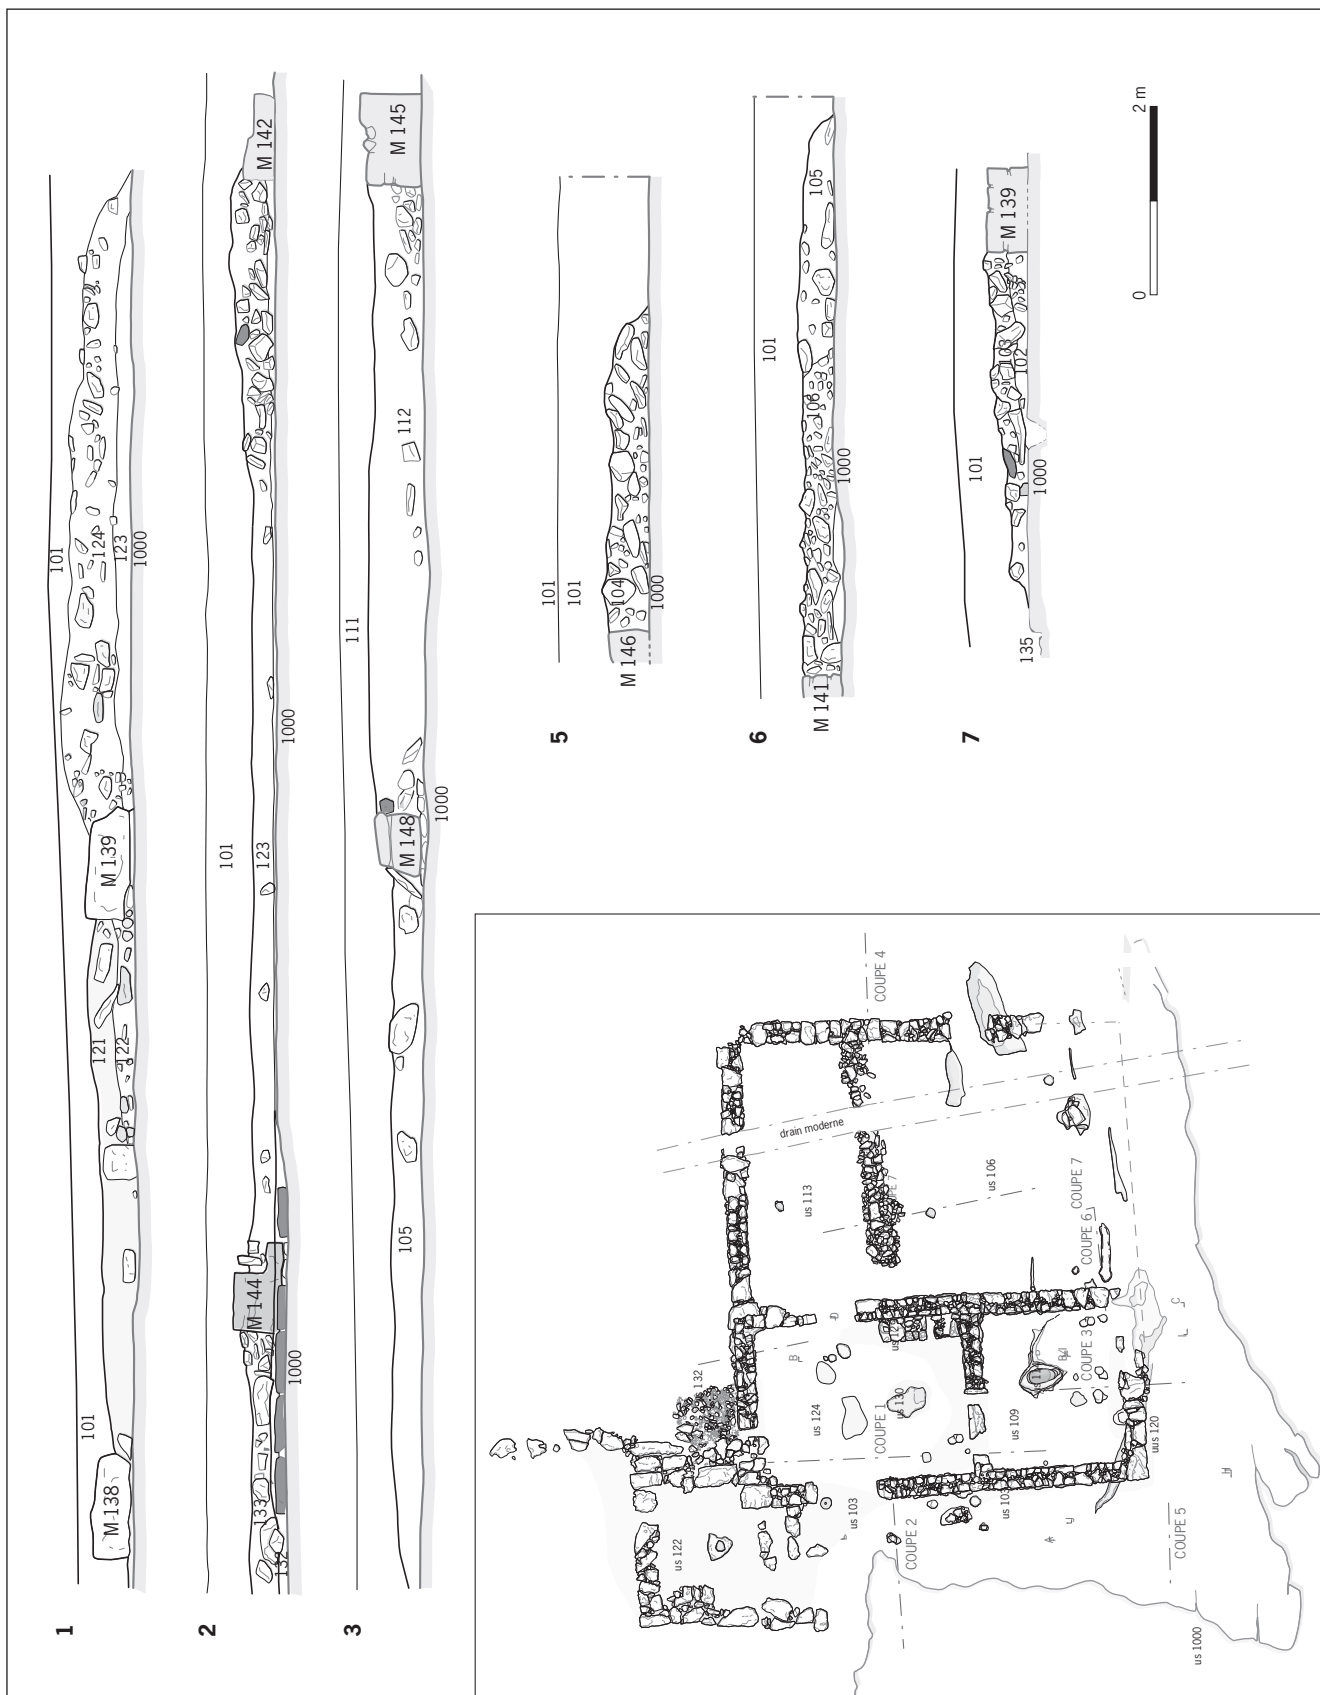 1
M 138
101
121
122
M 139
101
124
123
1000
2
132
133
M 144
1000
101
123
1000
M 142
3
105
M 148
1000
111
112
M 145
5
M 146
101
101
104
1000
6
M 141
101
106
1000
105
7
135
101
1000
103
102
M 139
0
2 m
COUPE 4
drain moderne
us 113
us 106
COUPE 7
COUPE 6
COUPE 3
132
B
D
us 124
COUPE 1
us 130
us 109
uus 120
C
us 122
us 103
COUPE 2
COUPE 5
us 1000
A
H